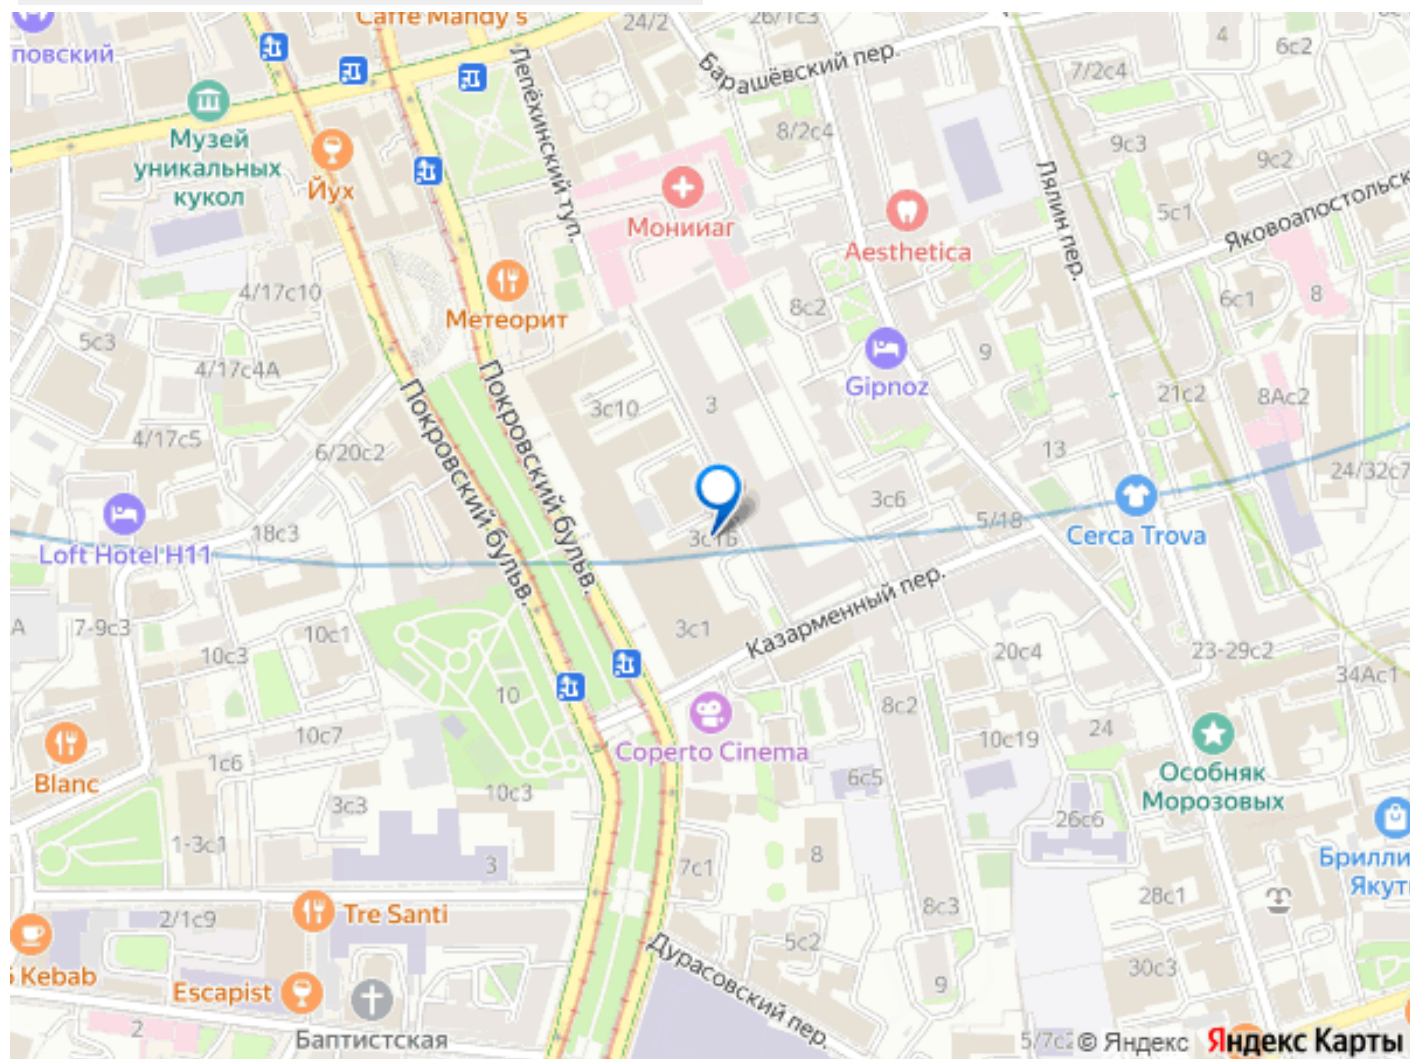 Caffe Mandy's
24/2
26/1с3
4
6с2
повский
Барашёвский пер.
7/2с4
Лепёхинский туп.
Музей
уникальных
кукол
Йух
8/2с4
9с3
9с2
Мониаг
Aesthetica
Лялин пер.
5с1
Яковоапостольск
4/17с10
Метеорит
8с2
6с1
8
5с3
4/17с4А
Gipnoz
9
21с2
8Ас2
3с10
3
Покровский бульв.
Покровский бульв.
4/17с5
6/20с2
13
24/32с7
3с6
5/18
Loft Hotel H11
18с3
3с16
Cerca Trova
Казарменный пер.
А
7-9с3
10с1
3с1
10с3
20с4
23-29с2
34Ас1
10
8с2
10с7
Coperto Cinema
10с19
24
Blanc
1с6
6с5
Особняк
Морозовых
3с3
10с3
26с6
1-3с1
3
7с1
8
Брилли
Якут
28с1
Tre Santi
2/1с9
8с3
Kebab
5с2
Дурасовский пер.
30с3
Escapist
9
2
Баптистская
5/7с2
© Яндекс Яндекс Карты